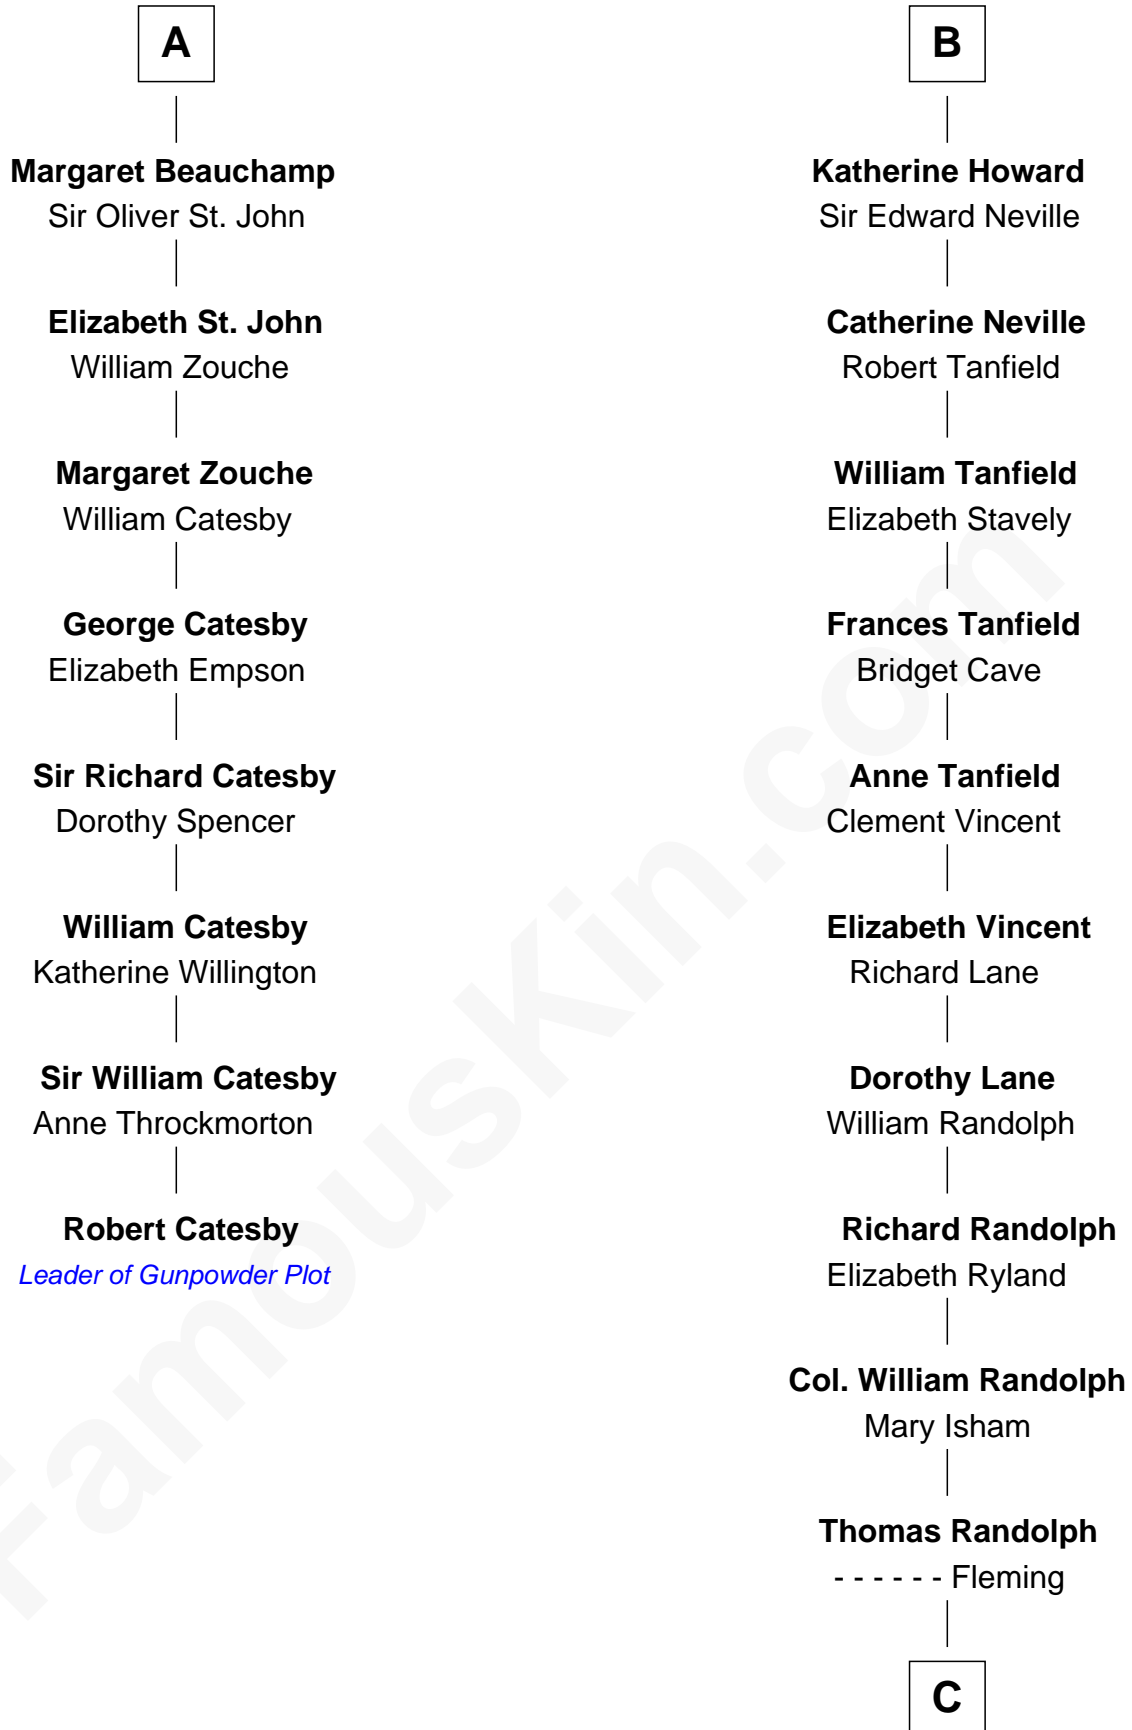 A
Margaret Beauchamp
Sir Oliver St. John
Elizabeth St. John
William Zouche
Margaret Zouche
William Catesby
George Catesby
Elizabeth Empson
Sir Richard Catesby
Dorothy Spencer
William Catesby
Katherine Willington
Sir William Catesby
Anne Throckmorton
Robert Catesby
Leader of Gunpowder Plot
B
Katherine Howard
Sir Edward Neville
Catherine Neville
Robert Tanfield
William Tanfield
Elizabeth Stavely
Frances Tanfield
Bridget Cave
Anne Tanfield
Clement Vincent
Elizabeth Vincent
Richard Lane
Dorothy Lane
William Randolph
Richard Randolph
Elizabeth Ryland
Col. William Randolph
Mary Isham
Thomas Randolph
- - - - - - Fleming
C
FamousKin.com